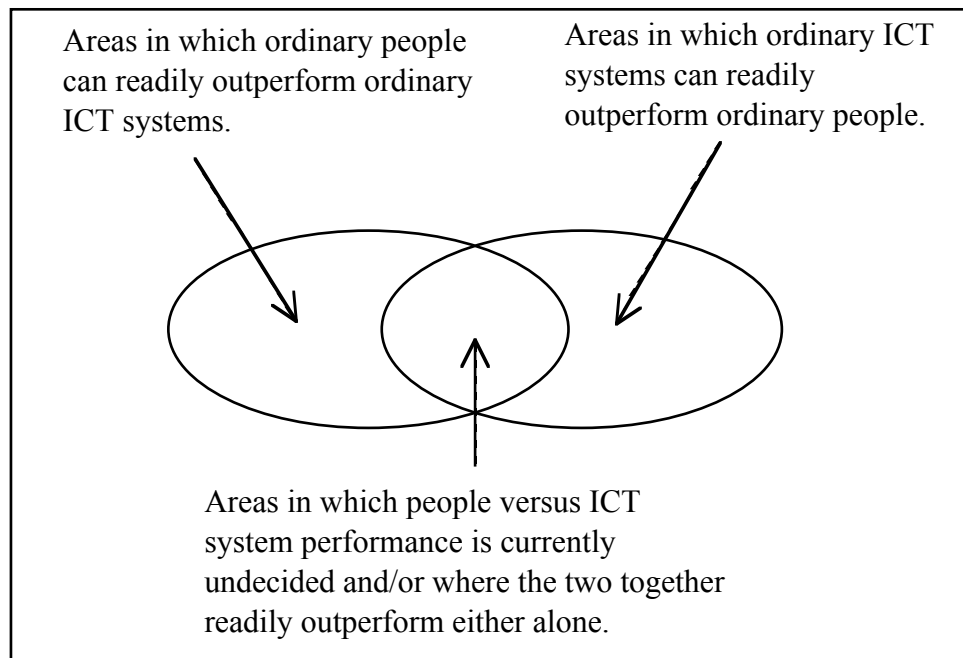 Areas in which ordinary people
can readily outperform ordinary
ICT systems.
Areas in which ordinary ICT
systems can readily
outperform ordinary people.
Areas in which people versus ICT
system performance is currently
undecided and/or where the two together
readily outperform either alone.